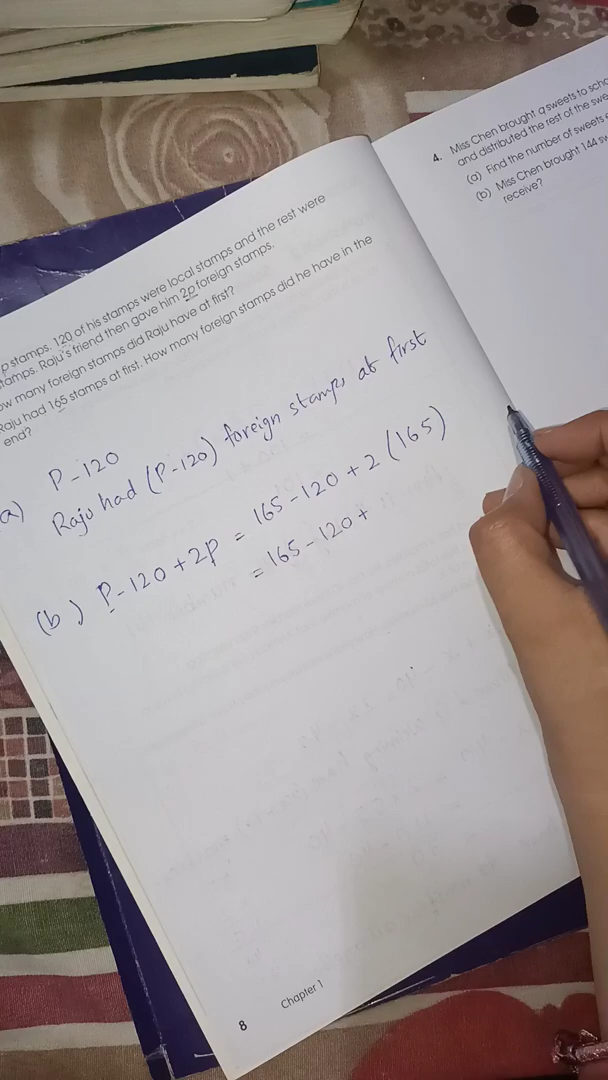 p stamps. 120 of his stamps were local stamps and the rest were
stamps. Raju's friend then gave him 2p foreign stamps.
ow many foreign stamps did Raju have at first?
Raju had 165 stamps at first. How many foreign stamps did he have in the
end?
a) P-120
Raju had (P-120) foreign stamps at first
(b) P-120+2P = 165-120+2(165)
= 165-120+
8 Chapter 1
4. Miss Chen brought q sweets to
and distributed the rest of the
(a) Find the number of sweets
(b) Miss Chen brought 144
receive?